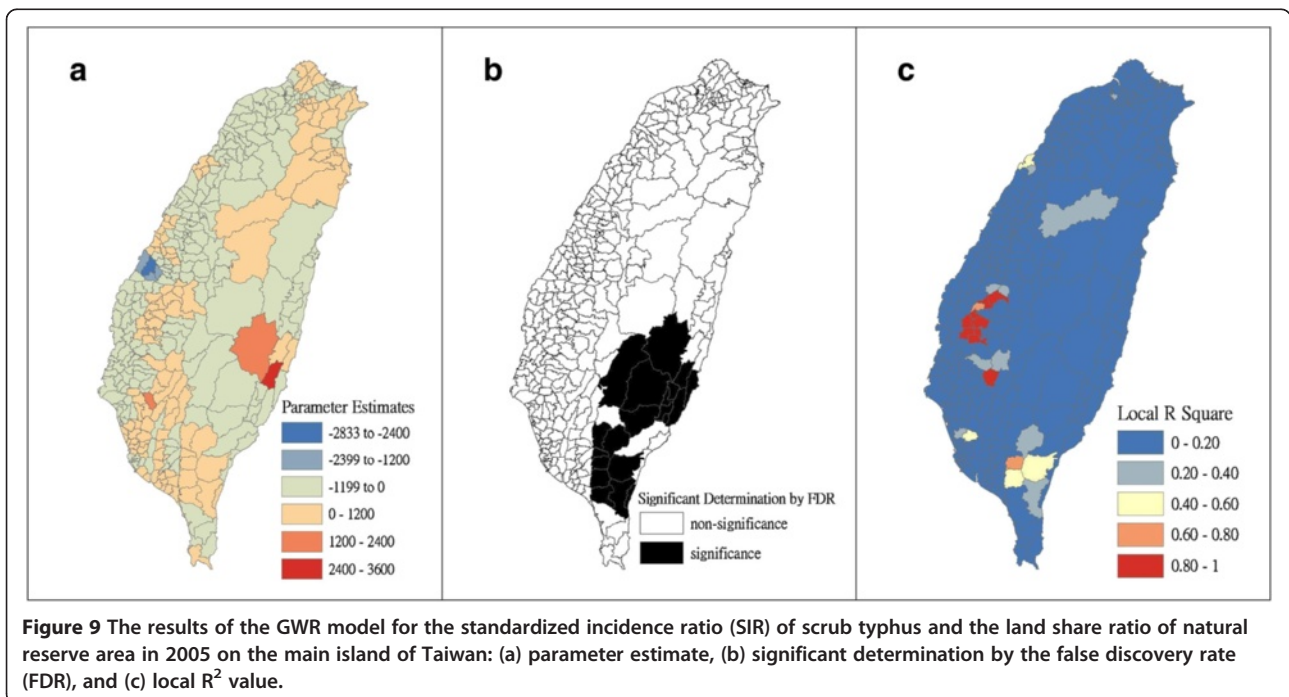 a
b
c
Parameter Estimates
-2833 to -2400
-2399 to -1200
-1199 to 0
0 - 1200
1200 - 2400
2400 - 3600
Significant Determination by FDR
non-significance
significance
Local R Square
0 - 0.20
0.20 - 0.40
0.40 - 0.60
0.60 - 0.80
0.80 - 1
Figure 9 The results of the GWR model for the standardized incidence ratio (SIR) of scrub typhus and the land share ratio of natural
reserve area in 2005 on the main island of Taiwan: (a) parameter estimate, (b) significant determination by the false discovery rate
(FDR), and (c) local R² value.